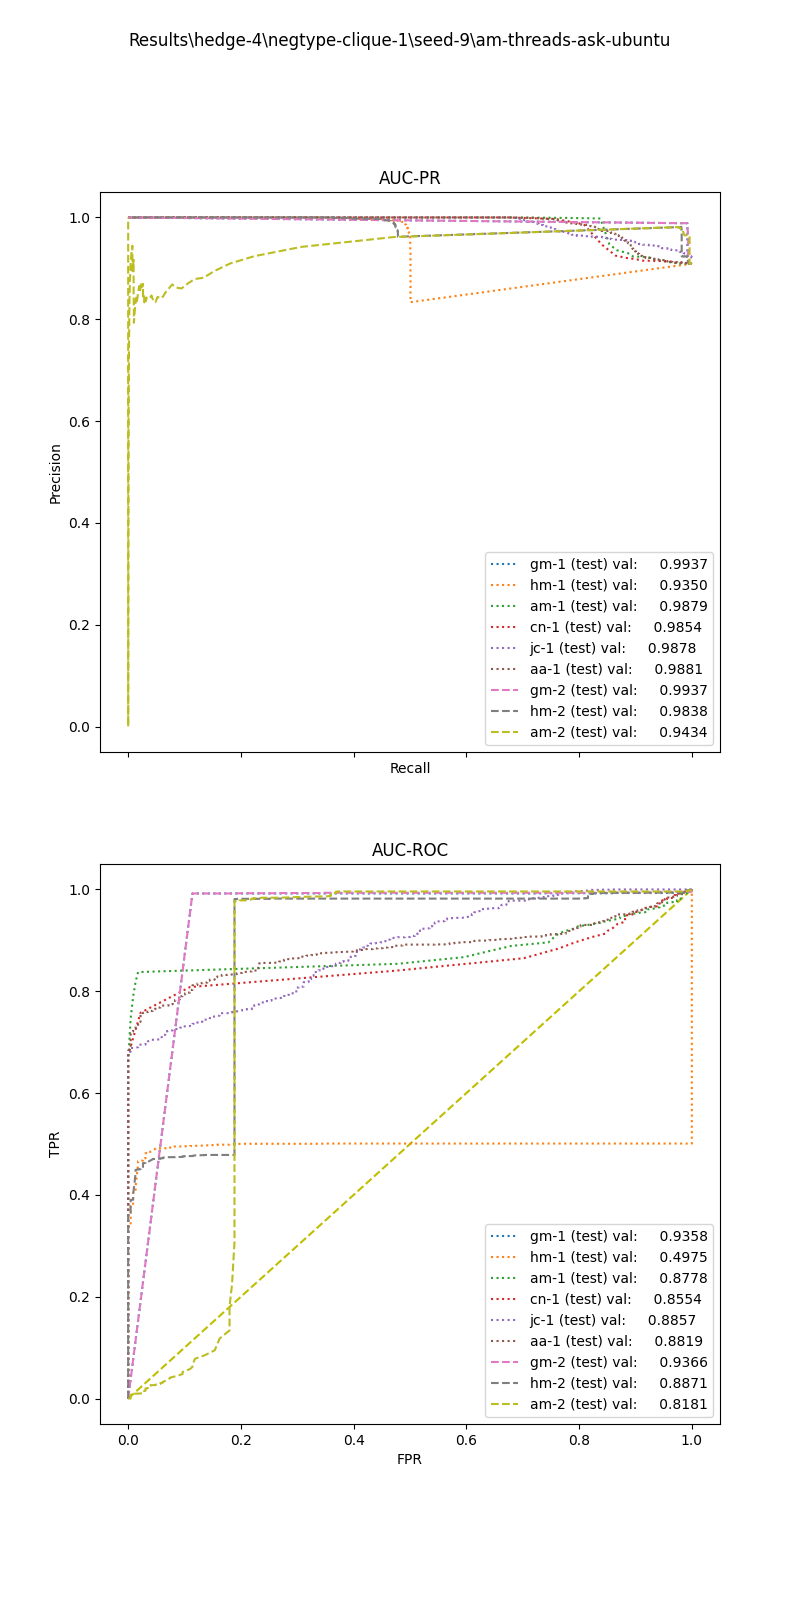 Results\hedge-4\negtype-clique-1\seed-9\am-threads-ask-ubuntu
AUC-PR
1.0
0.8
0.6
0.4
0.2
0.0
Precision
gm-1 (test) val: 0.9937
hm-1 (test) val: 0.9350
am-1 (test) val: 0.9879
cn-1 (test) val: 0.9854
jc-1 (test) val: 0.9878
aa-1 (test) val: 0.9881
gm-2 (test) val: 0.9937
hm-2 (test) val: 0.9838
am-2 (test) val: 0.9434
Recall
AUC-ROC
1.0
0.8
0.6
0.4
0.2
0.0
TPR
gm-1 (test) val: 0.9358
hm-1 (test) val: 0.4975
am-1 (test) val: 0.8778
cn-1 (test) val: 0.8554
jc-1 (test) val: 0.8857
aa-1 (test) val: 0.8819
gm-2 (test) val: 0.9366
hm-2 (test) val: 0.8871
am-2 (test) val: 0.8181
0.0 0.2 0.4 0.6 0.8 1.0
FPR